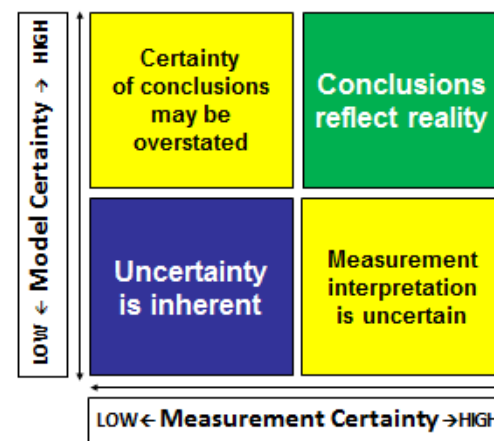 LOW ← Model Certainty → HIGH
Certainty
of conclusions
may be
overstated
Conclusions
reflect reality
Uncertainty
is inherent
Measurement
interpretation
is uncertain
LOW ← Measurement Certainty → HIGH